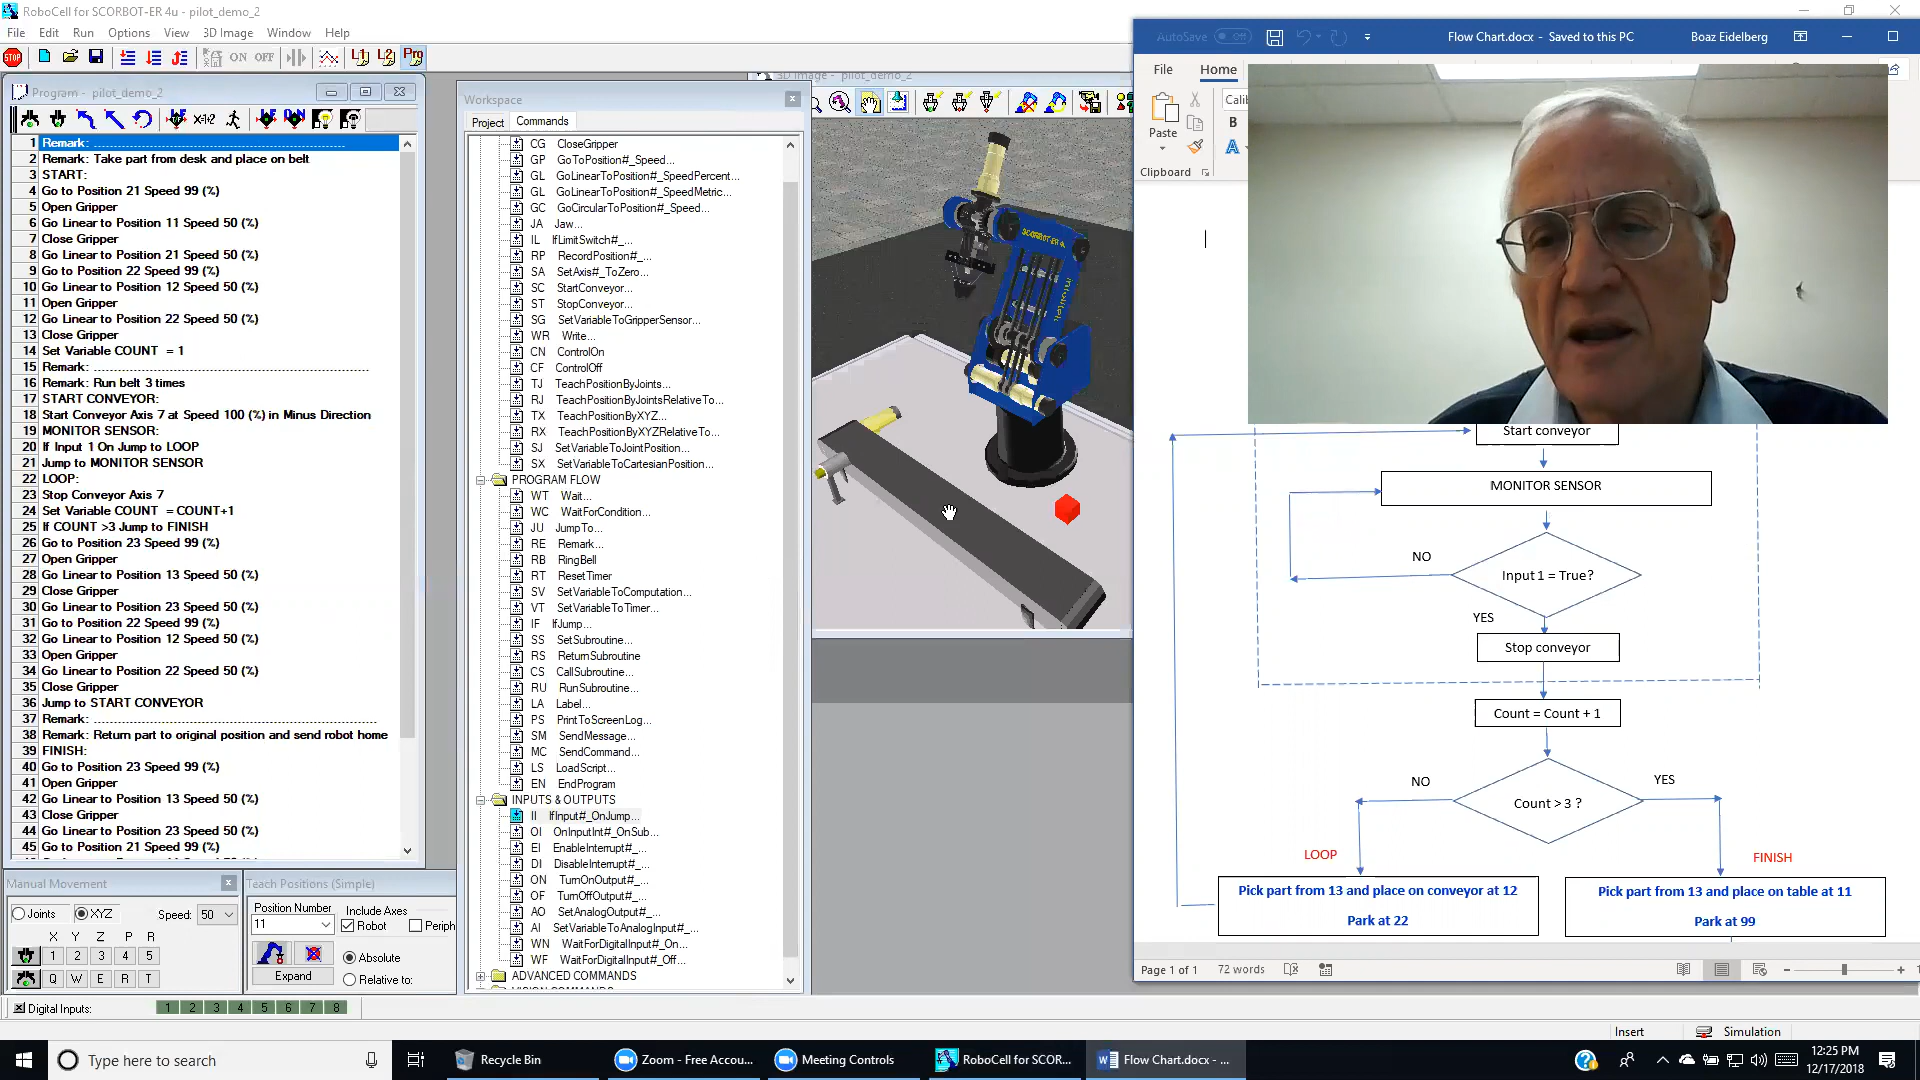 RoboCell for SCORBOT-ER 4u - pilot_demo_2
File Edit Run Options View 3D Image Window Help
STOP ON OFF L1 L2 Prg
Program - pilot_demo_2
1 Remark:
2 Remark: Take part from desk and place on belt
3 START:
4 Go to Position 21 Speed 99 (%)
5 Open Gripper
6 Go Linear to Position 11 Speed 50 (%)
7 Close Gripper
8 Go Linear to Position 21 Speed 50 (%)
9 Go to Position 22 Speed 99 (%)
10 Go Linear to Position 12 Speed 50 (%)
11 Open Gripper
12 Go Linear to Position 22 Speed 50 (%)
13 Close Gripper
14 Set Variable COUNT = 1
15 Remark:
16 Remark: Run belt 3 times
17 START CONVEYOR:
18 Start Conveyor Axis 7 at Speed 100 (%) in Minus Direction
19 MONITOR SENSOR:
20 If Input 1 On Jump to LOOP
21 Jump to MONITOR SENSOR
22 LOOP:
23 Stop Conveyor Axis 7
24 Set Variable COUNT = COUNT+1
25 If COUNT >3 Jump to FINISH
26 Go to Position 23 Speed 99 (%)
27 Open Gripper
28 Go Linear to Position 13 Speed 50 (%)
29 Close Gripper
30 Go Linear to Position 23 Speed 50 (%)
31 Go to Position 22 Speed 99 (%)
32 Go Linear to Position 12 Speed 50 (%)
33 Open Gripper
34 Go Linear to Position 22 Speed 50 (%)
35 Close Gripper
36 Jump to START CONVEYOR
37 Remark:
38 Remark: Return part to original position and send robot home
39 FINISH:
40 Go to Position 23 Speed 99 (%)
41 Open Gripper
42 Go Linear to Position 13 Speed 50 (%)
43 Close Gripper
44 Go Linear to Position 23 Speed 50 (%)
45 Go to Position 21 Speed 99 (%)
Manual Movement
Joints XYZ Speed: 50
X Y Z P R
1 2 3 4 5
Q W E R T
Teach Positions (Simple)
Position Number Include Axes
11 Robot Periph
Absolute
Expand Relative to:
Digital Inputs: 1 2 3 4 5 6 7 8
Workspace
Project Commands
CG CloseGripper
GP GoToPosition#_Speed...
GL GoLinearToPosition#_SpeedPercent...
GL GoLinearToPosition#_SpeedMetric...
GC GoCircularToPosition#_Speed...
JA Jaw...
IL IfLimitSwitch#_...
RP RecordPosition#_...
SA SetAxis#_ToZero...
SC StartConveyor...
ST StopConveyor...
SG SetVariableToGripperSensor...
WR Write...
CN ControlOn
CF ControlOff
TJ TeachPositionByJoints...
RJ TeachPositionByJointsRelativeTo...
TX TeachPositionByXYZ...
RX TeachPositionByXYZRelativeTo...
SJ SetVariableToJointPosition...
SX SetVariableToCartesianPosition...
PROGRAM FLOW
WT Wait...
WC WaitForCondition...
JU JumpTo...
RE Remark...
RB RingBell
RT ResetTimer
SV SetVariableToComputation...
VT SetVariableToTimer...
IF IfJump...
SS SetSubroutine...
RS ReturnSubroutine
CS CallSubroutine...
RU RunSubroutine...
LA Label...
PS PrintToScreenLog...
SM SendMessage...
MC SendCommand...
LS LoadScript...
EN EndProgram
INPUTS & OUTPUTS
II IfInput#_OnJump...
OI OnInputInt#_OnSub...
EI EnableInterrupt#_...
DI DisableInterrupt#_...
ON TurnOnOutput#_...
OF TurnOffOutput#_...
AO SetAnalogOutput#_...
AI SetVariableToAnalogInput#_...
WN WaitForDigitalInput#_On...
WF WaitForDigitalInput#_Off...
ADVANCED COMMANDS
3D Image - pilot_demo_2
SCORBOT-ER 4u
intelitek
AutoSave Off Flow Chart.docx - Saved to this PC Boaz Eidelberg
File Home
Paste Calib
B
A
Clipboard
Start conveyor
MONITOR SENSOR
NO
Input 1 = True?
YES
Stop conveyor
Count = Count + 1
NO YES
Count > 3 ?
LOOP FINISH
Pick part from 13 and place on conveyor at 12
Park at 22
Pick part from 13 and place on table at 11
Park at 99
Page 1 of 1 72 words
Insert Simulation
Type here to search Recycle Bin Zoom - Free Accou... Meeting Controls RoboCell for SCOR... Flow Chart.docx - ...
12:25 PM
12/17/2018